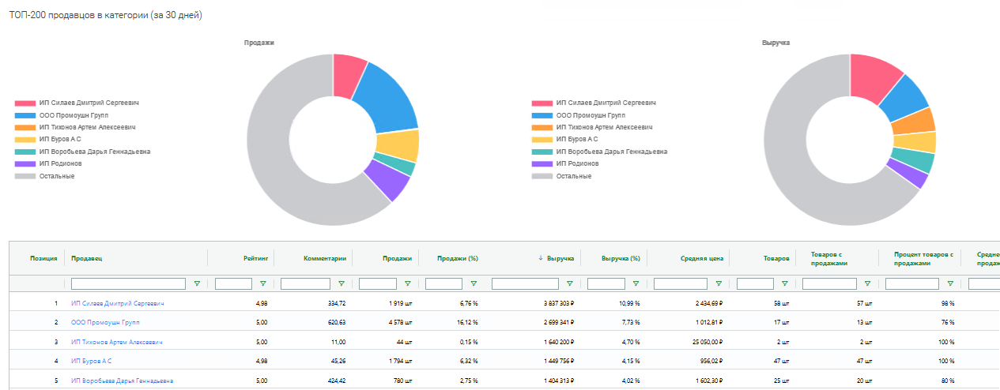 ТОП-200 продавцов в категории (за 30 дней)
Продажи
ИП Силаев Дмитрий Сергеевич
ООО Промоушн Групп
ИП Тихонов Артем Алексеевич
ИП Буров А С
ИП Воробьева Дарья Геннадьевна
ИП Родионов
Остальные
Выручка
ИП Силаев Дмитрий Сергеевич
ООО Промоушн Групп
ИП Тихонов Артем Алексеевич
ИП Буров А С
ИП Воробьева Дарья Геннадьевна
ИП Родионов
Остальные
Позиция Продавец Рейтинг Комментарии Продажи Продажи (%) ↓ Выручка Выручка (%) Средняя цена Товаров Товаров с продажами Процент товаров с продажами
1 ИП Силаев Дмитрий Сергеевич 4,98 334,72 1 919 шт 6,76 % 3 837 303 ₽ 10,99 % 2 434,69 ₽ 58 шт 57 шт 98 %
2 ООО Промоушн Групп 5,00 620,63 4 578 шт 16,12 % 2 699 341 ₽ 7,73 % 1 012,81 ₽ 17 шт 13 шт 76 %
3 ИП Тихонов Артем Алексеевич 5,00 11,00 44 шт 0,15 % 1 640 200 ₽ 4,70 % 25 050,00 ₽ 2 шт 2 шт 100 %
4 ИП Буров А С 4,98 45,26 1 794 шт 6,32 % 1 449 756 ₽ 4,15 % 956,02 ₽ 47 шт 47 шт 100 %
5 ИП Воробьева Дарья Геннадьевна 5,00 424,42 780 шт 2,75 % 1 404 313 ₽ 4,02 % 1 602,30 ₽ 25 шт 20 шт 80 %